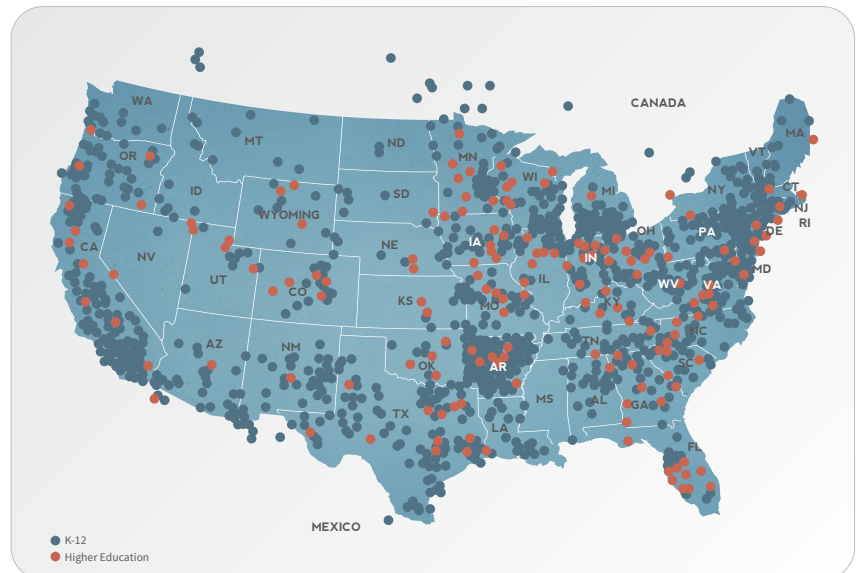 CANADA
WA
MT
ND
MN
MA
VT
OR
ID
WYOMING
SD
WI
MI
NY
CT
NJ
RI
CA
NV
NE
IA
OH
PA
DE
UT
CO
KS
MO
IL
IN
KY
WV
VA
MD
AZ
NM
OK
AR
TN
NC
SC
TX
LA
MS
AL
GA
FL
MEXICO
K-12
Higher Education